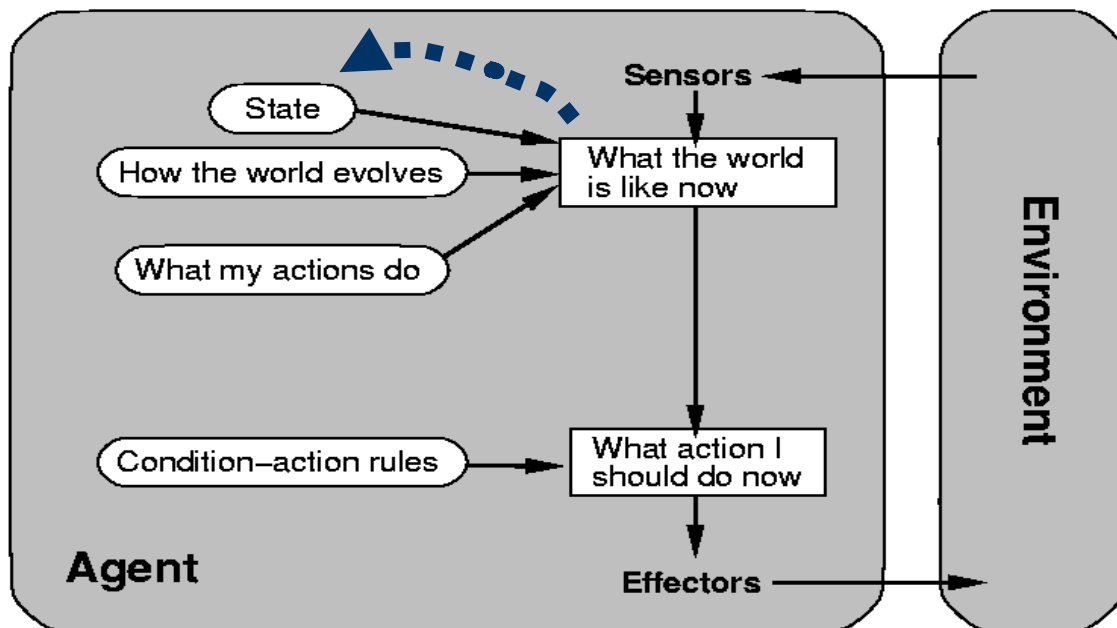 Sensors
State
What the world
is like now
How the world evolves
What my actions do
Environment
Condition–action rules
What action I
should do now
Agent
Effectors